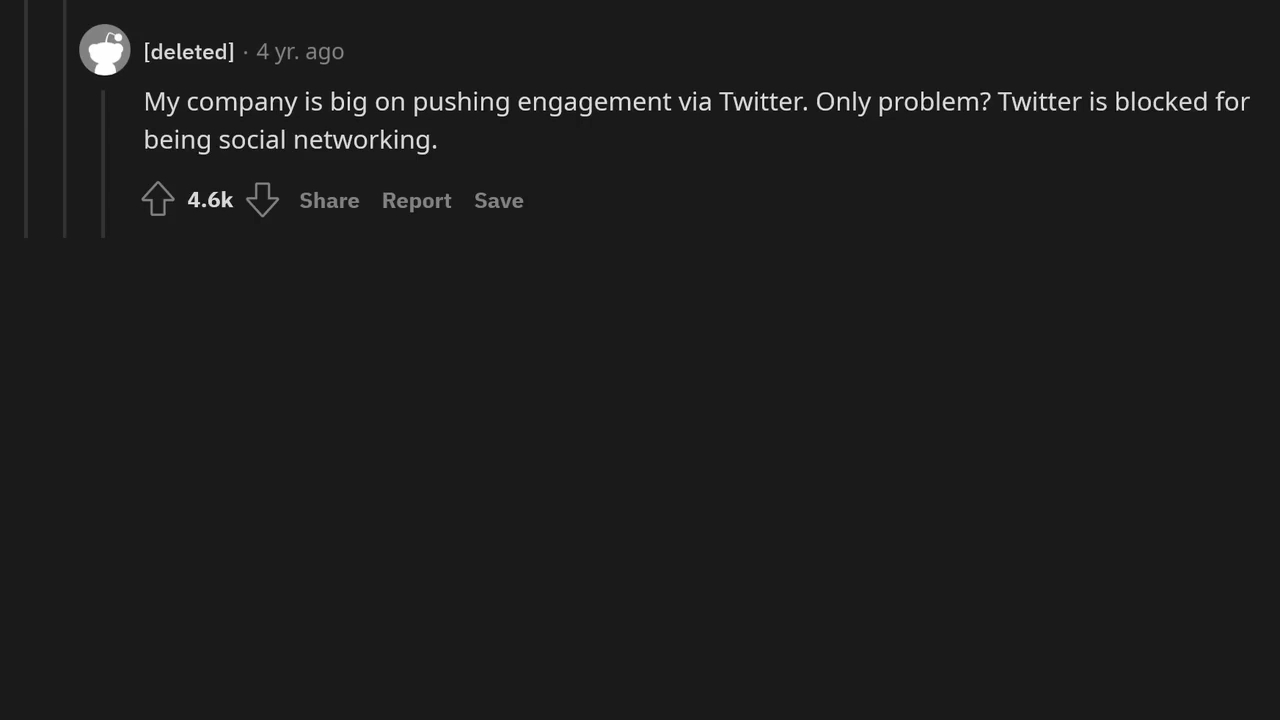 [deleted] · 4 yr. ago
My company is big on pushing engagement via Twitter. Only problem? Twitter is blocked for
being social networking.
4.6k Share Report Save